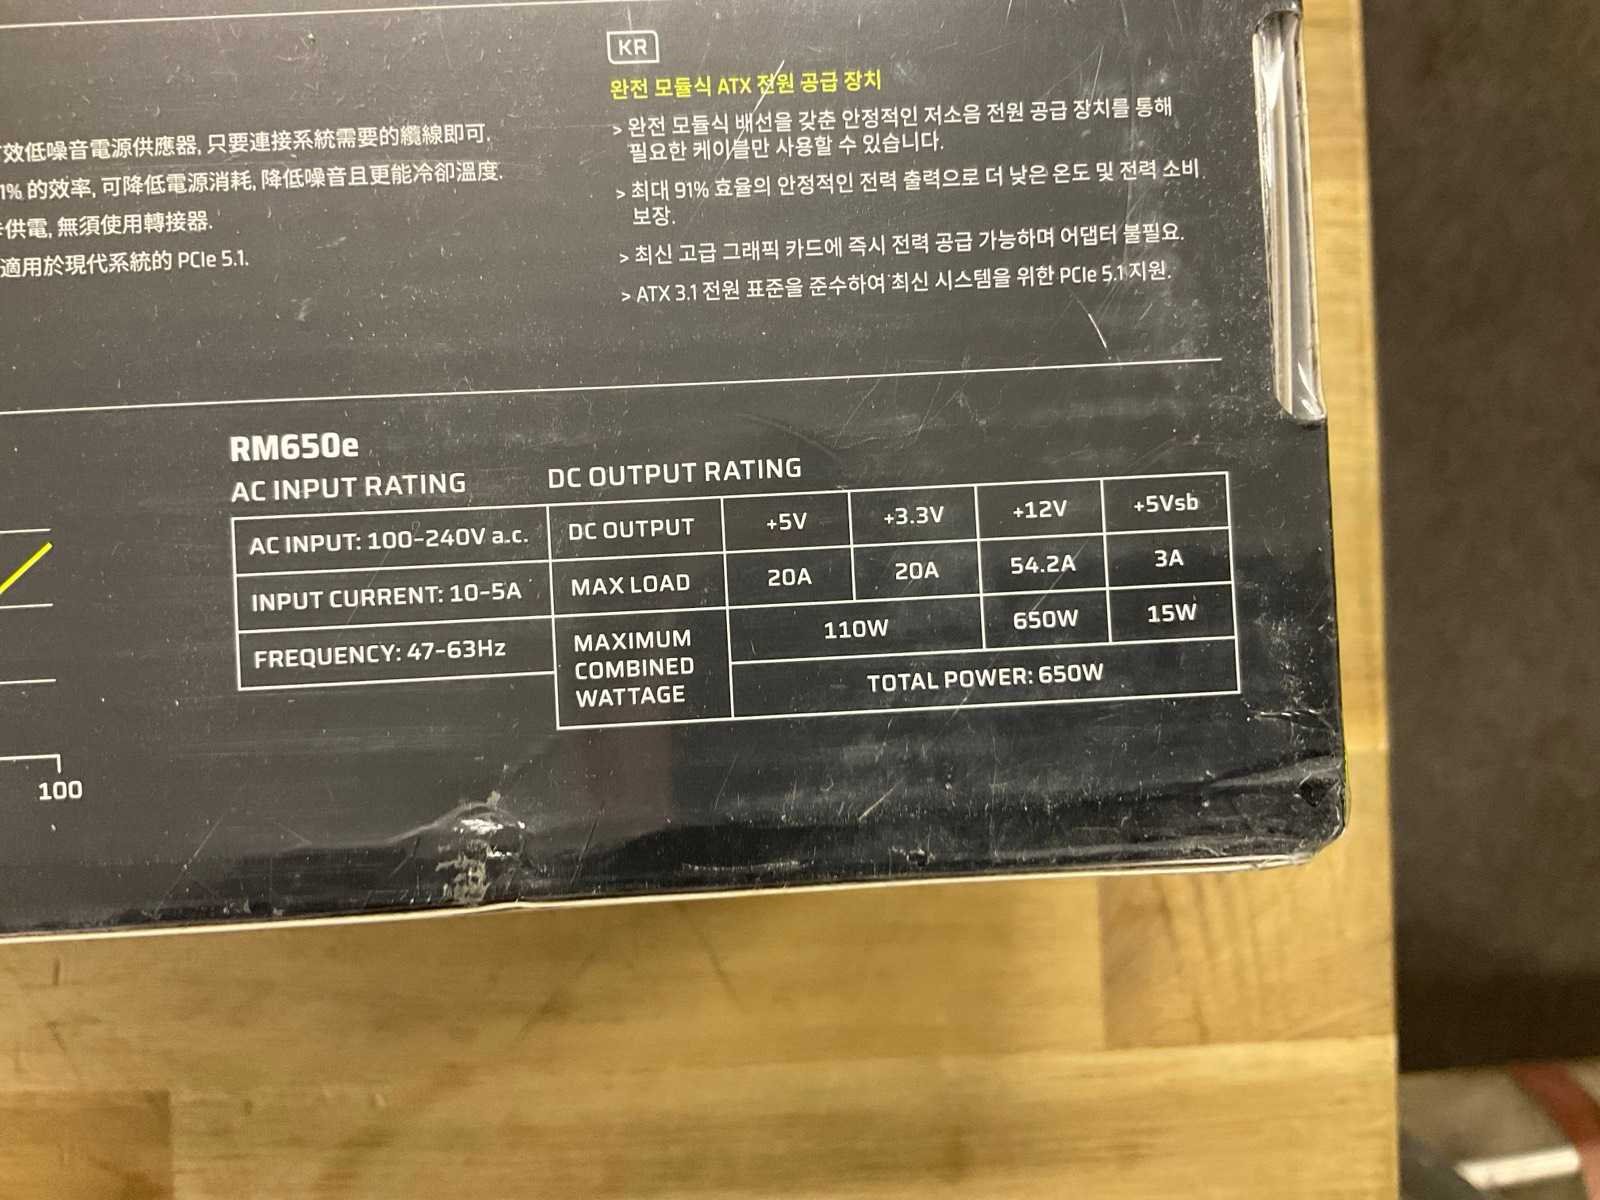 效低噪音電源供應器, 只要連接系統需要的纜線即可.
1% 的效率, 可降低電源消耗, 降低噪音且更能冷卻溫度.
供電, 無須使用轉接器.
適用於現代系統的 PCIe 5.1.
KR
완전 모듈식 ATX 전원 공급 장치
> 완전 모듈식 배선을 갖춘 안정적인 저소음 전원 공급 장치를 통해
필요한 케이블만 사용할 수 있습니다.
> 최대 91% 효율의 안정적인 전력 출력으로 더 낮은 온도 및 전력 소비
보장.
> 최신 고급 그래픽 카드에 즉시 전력 공급 가능하며 어댑터 불필요.
> ATX 3.1 전원 표준을 준수하여 최신 시스템을 위한 PCIe 5.1 지원.
100
RM650e
AC INPUT RATING
AC INPUT: 100-240V a.c.
INPUT CURRENT: 10-5A
FREQUENCY: 47-63Hz
DC OUTPUT RATING
DC OUTPUT +5V +3.3V +12V +5Vsb
MAX LOAD 20A 20A 54.2A 3A
MAXIMUM
COMBINED
WATTAGE
110W 650W 15W
TOTAL POWER: 650W